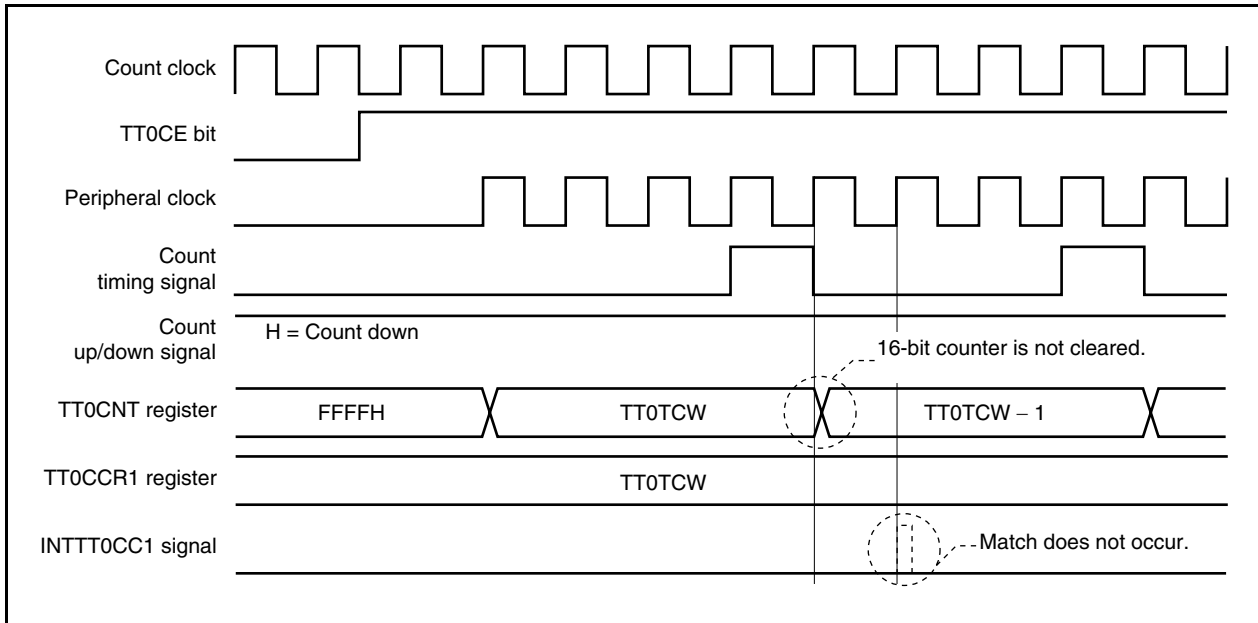 Count clock
TT0CE bit
Peripheral clock
Count
timing signal
Count
up/down signal
H = Count down
16-bit counter is not cleared.
TT0CNT register
FFFFH
TT0TCW
TT0TCW − 1
TT0CCR1 register
TT0TCW
INTTT0CC1 signal
Match does not occur.